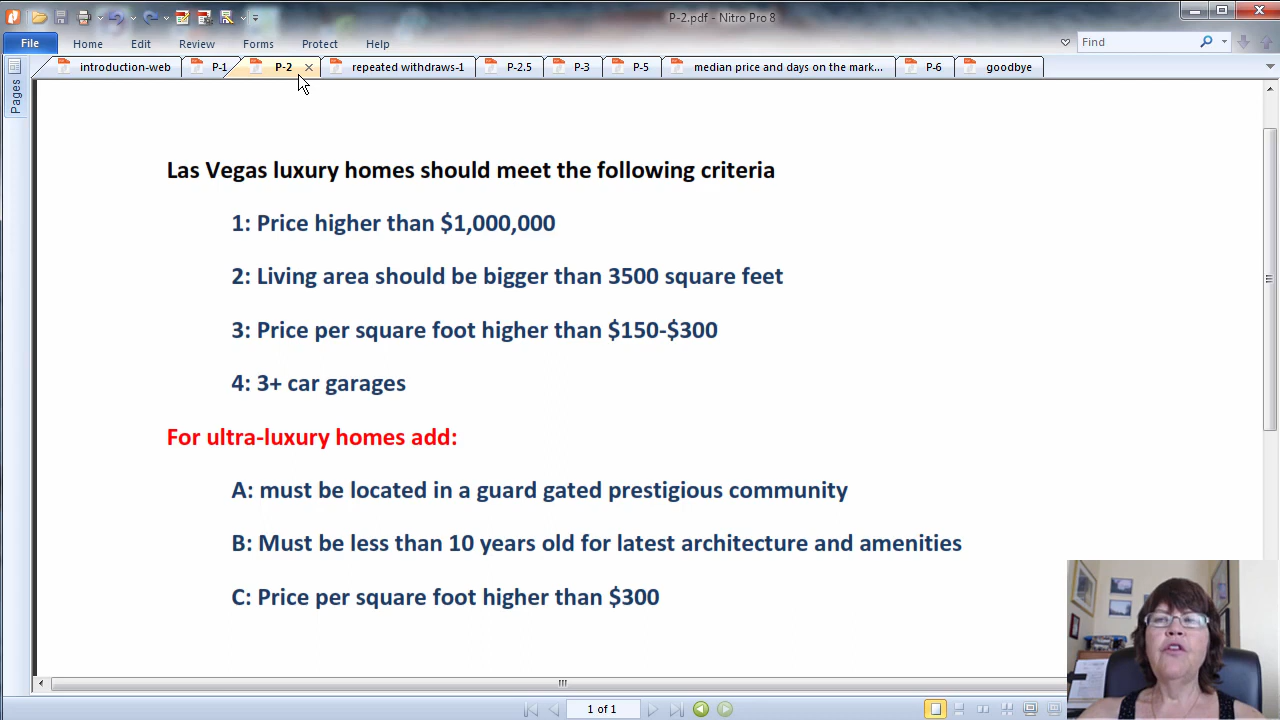 P-2.pdf - Nitro Pro 8
File Home Edit Review Forms Protect Help Find
introduction-web P-1 P-2 repeated withdraws-1 P-2.5 P-3 P-5 median price and days on the mark... P-6 goodbye
Pages
Las Vegas luxury homes should meet the following criteria
1: Price higher than $1,000,000
2: Living area should be bigger than 3500 square feet
3: Price per square foot higher than $150-$300
4: 3+ car garages
For ultra-luxury homes add:
A: must be located in a guard gated prestigious community
B: Must be less than 10 years old for latest architecture and amenities
C: Price per square foot higher than $300
1 of 1